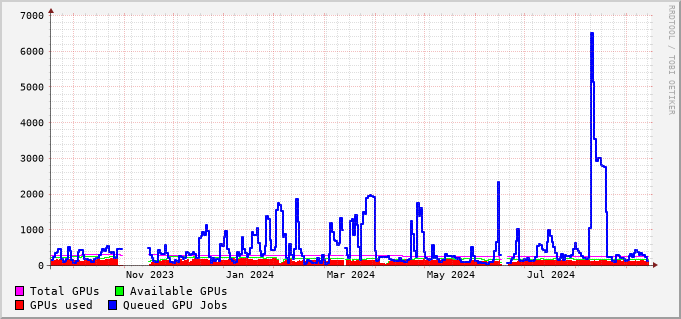 7000
6000
5000
4000
3000
2000
1000
0
Nov 2023 Jan 2024 Mar 2024 May 2024 Jul 2024
Total GPUs Available GPUs
GPUs used Queued GPU Jobs
RRDTOOL / TOBI OETIKER